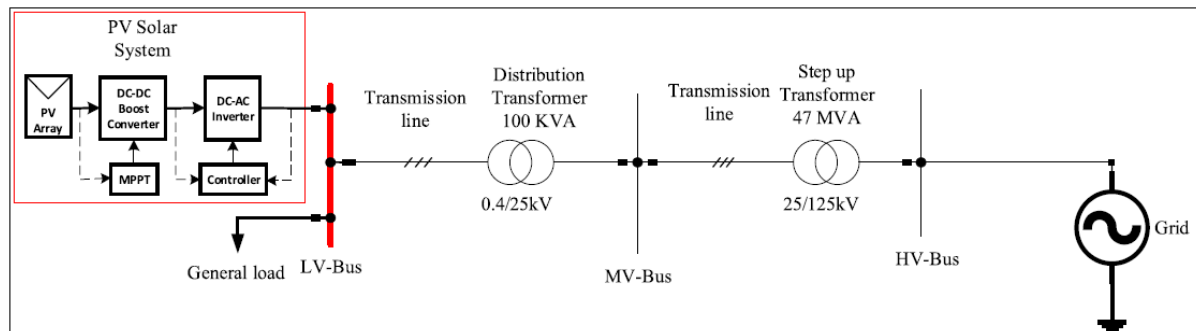 PV Solar
System
PV
Array
DC-DC
Boost
Converter
DC-AC
Inverter
MPPT
Controller
General load
LV-Bus
Transmission
line
Distribution
Transformer
100 KVA
0.4/25kV
MV-Bus
Transmission
line
Step up
Transformer
47 MVA
25/125kV
HV-Bus
Grid